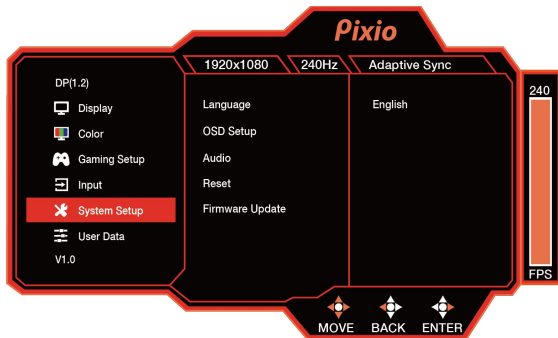 Pixio
1920x1080 240Hz Adaptive Sync
DP(1.2)
Display
Color
Gaming Setup
Input
System Setup
User Data
V1.0
Language English
OSD Setup
Audio
Reset
Firmware Update
240
FPS
MOVE BACK ENTER